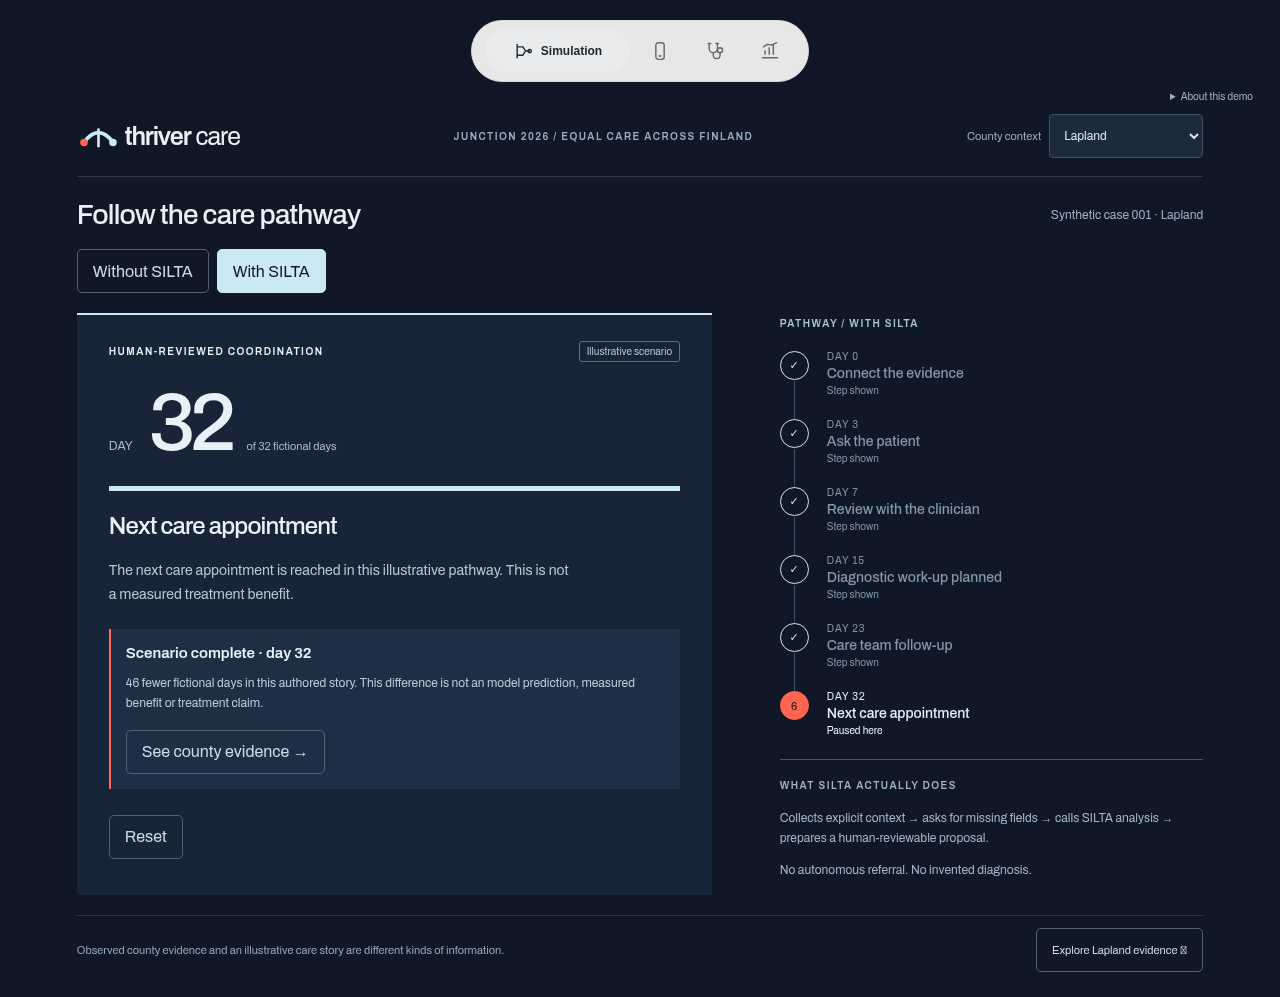 Simulation
▶ About this demo
thriver care
JUNCTION 2026 / EQUAL CARE ACROSS FINLAND
County context
Lapland
Follow the care pathway
Synthetic case 001 · Lapland
Without SILTA
With SILTA
HUMAN-REVIEWED COORDINATION
Illustrative scenario
DAY 32 of 32 fictional days
Next care appointment
The next care appointment is reached in this illustrative pathway. This is not
a measured treatment benefit.
Scenario complete · day 32
46 fewer fictional days in this authored story. This difference is not an model prediction, measured
benefit or treatment claim.
See county evidence →
Reset
PATHWAY / WITH SILTA
✓
DAY 0
Connect the evidence
Step shown
✓
DAY 3
Ask the patient
Step shown
✓
DAY 7
Review with the clinician
Step shown
✓
DAY 15
Diagnostic work-up planned
Step shown
✓
DAY 23
Care team follow-up
Step shown
6
DAY 32
Next care appointment
Paused here
WHAT SILTA ACTUALLY DOES
Collects explicit context → asks for missing fields → calls SILTA analysis →
prepares a human-reviewable proposal.
No autonomous referral. No invented diagnosis.
Observed county evidence and an illustrative care story are different kinds of information.
Explore Lapland evidence